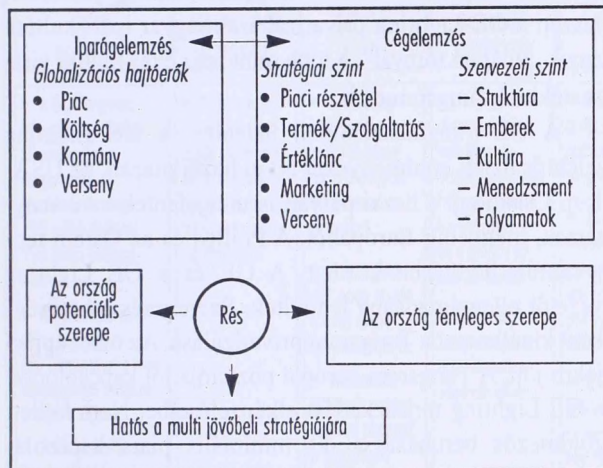 Iparágelemzés
Globalizációs hajtóerők
• Piac
• Költség
• Kormány
• Verseny
Cégelemzés
Stratégiai szint
• Piaci részvétel
• Termék/Szolgáltatás
• Értéklánc
• Marketing
• Verseny
Szervezeti szint
– Struktúra
– Emberek
– Kultúra
– Menedzsment
– Folyamatok
Az ország
potenciális
szerepe
Rés
Az ország tényleges szerepe
Hatás a multi jövőbeli stratégiájára